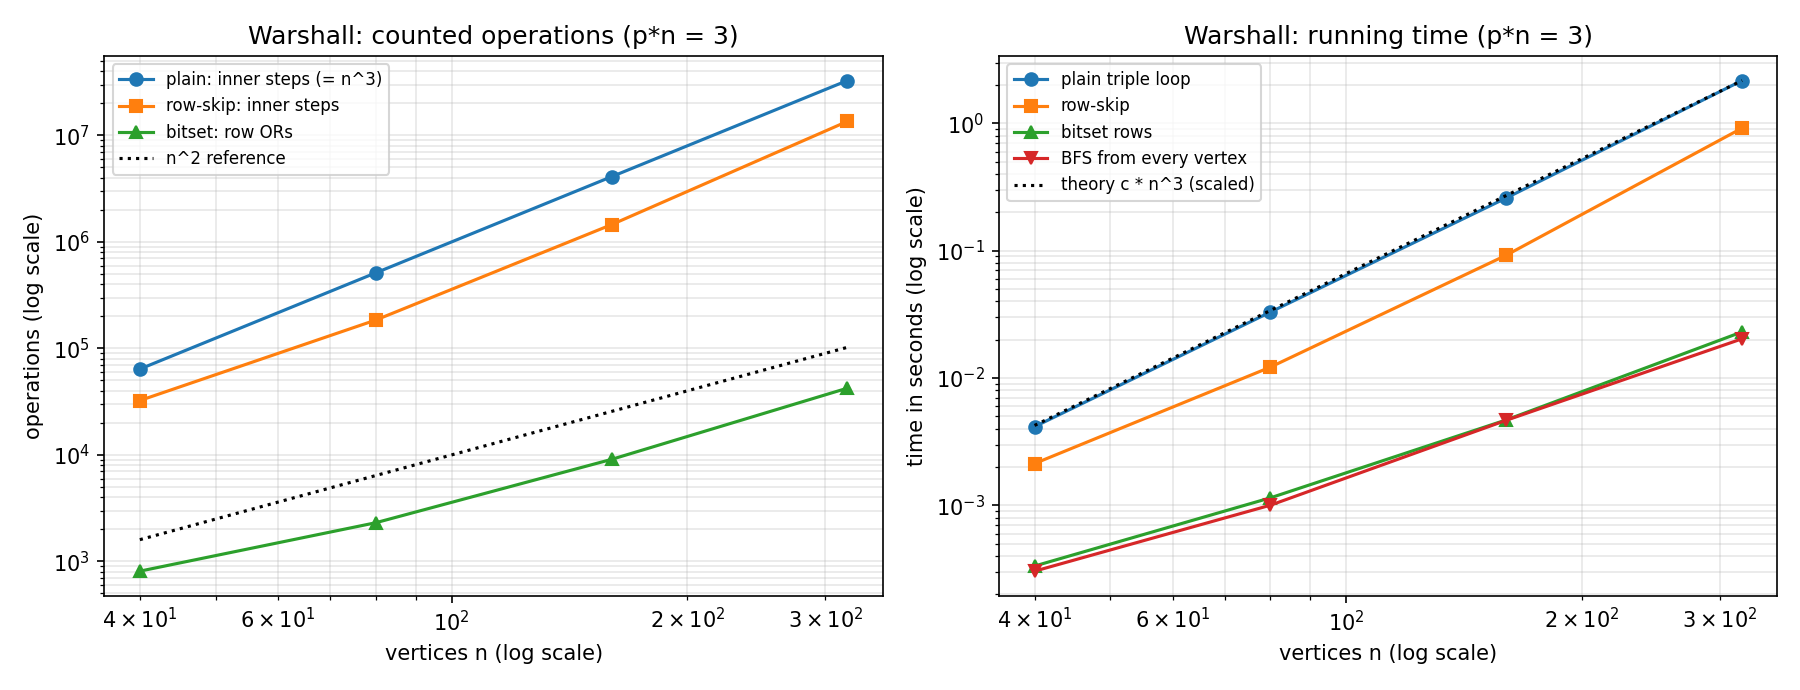 Warshall: counted operations (p*n = 3)
plain: inner steps (= n^3)
row-skip: inner steps
bitset: row ORs
n^2 reference
operations (log scale)
10^7
10^6
10^5
10^4
10^3
4 × 10^1
6 × 10^1
10^2
2 × 10^2
3 × 10^2
vertices n (log scale)
Warshall: running time (p*n = 3)
plain triple loop
row-skip
bitset rows
BFS from every vertex
theory c * n^3 (scaled)
time in seconds (log scale)
10^0
10^−1
10^−2
10^−3
4 × 10^1
6 × 10^1
10^2
2 × 10^2
3 × 10^2
vertices n (log scale)